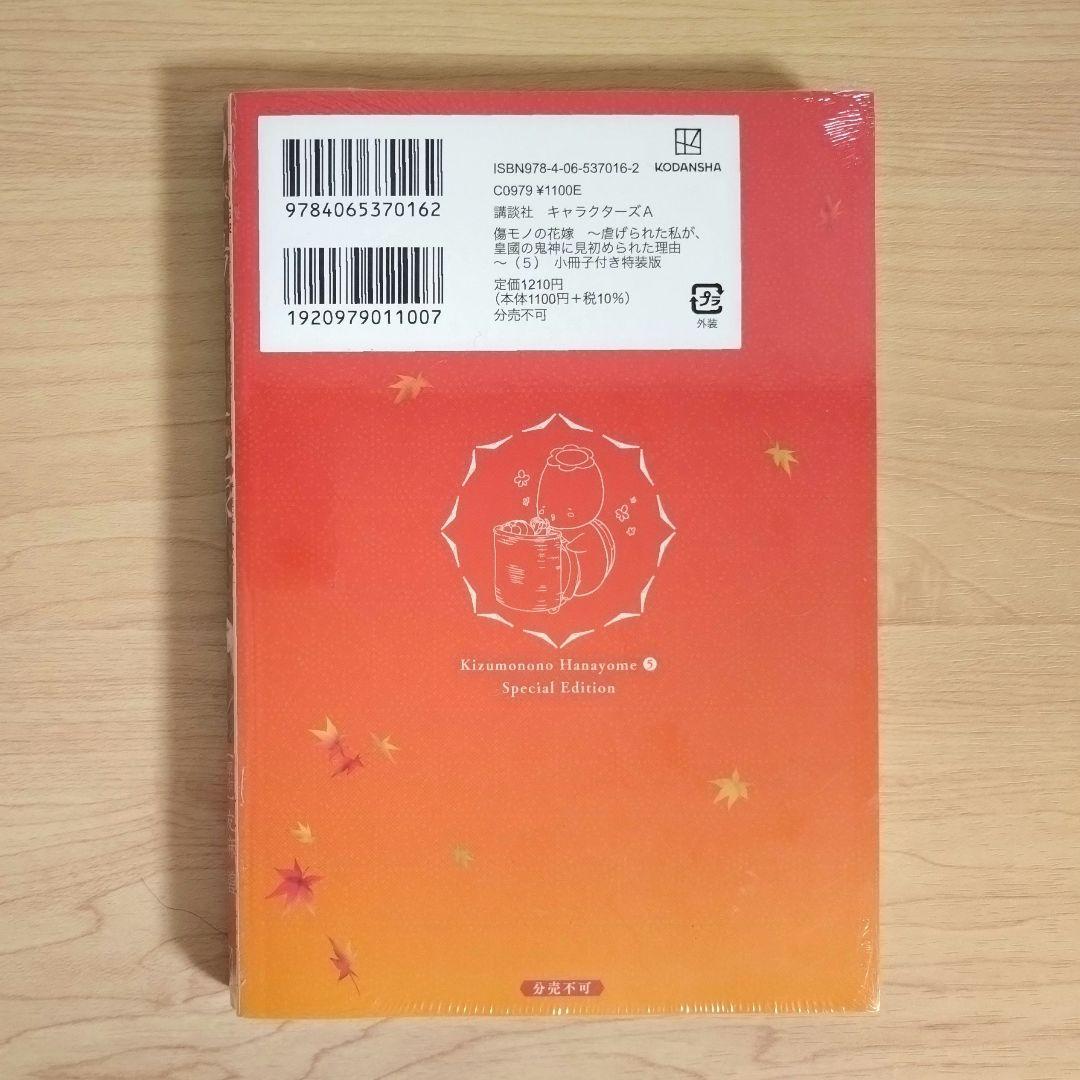 9784065370162
1920979011007
ISBN978-4-06-537016-2
C0979 ¥1100E
講談社 キャラクターズA
傷モノの花嫁 〜虐げられた私が、
皇國の鬼神に見初められた理由
〜(5) 小冊子付き特装版
定価1210円
(本体1100円+税10%)
分売不可
KODANSHA
プラ
外装
Kizumonono Hanayome 5
Special Edition
分売不可